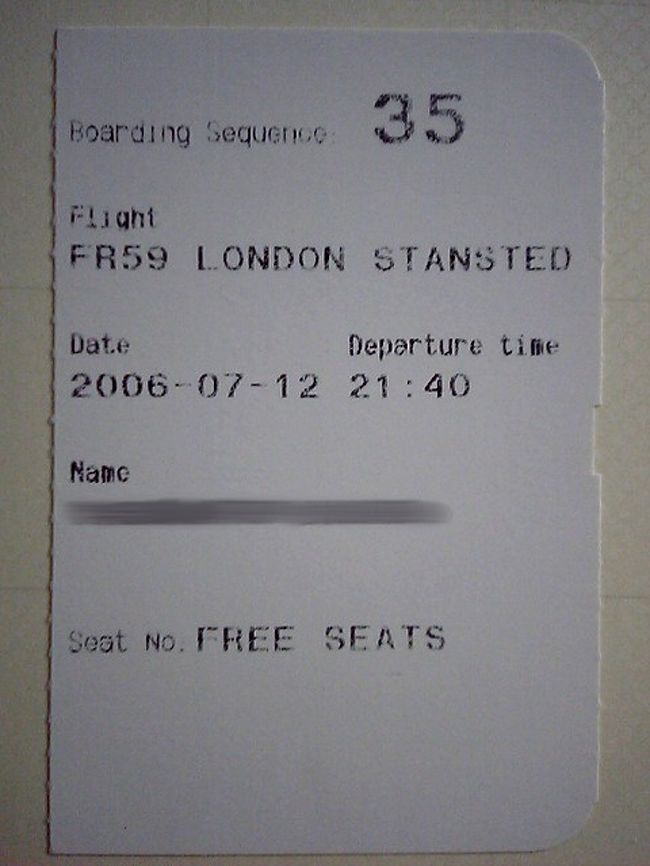 Boarding Sequence: 35
Flight
FR59 LONDON STANSTED
Date Departure time
2006-07-12 21:40
Name
Seat No. FREE SEATS